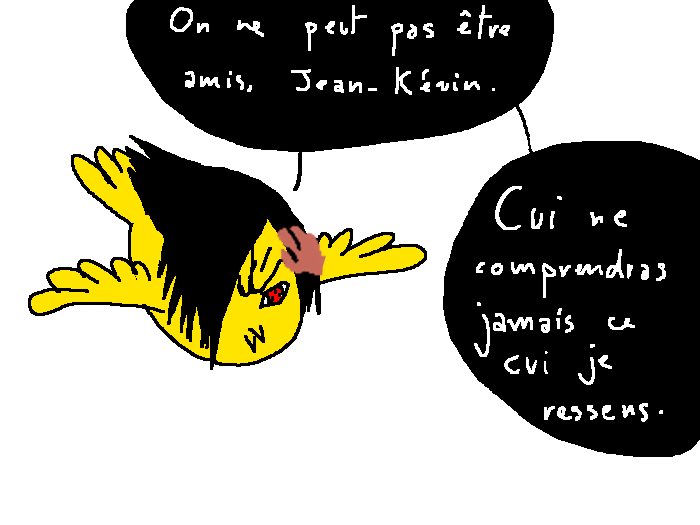 On ne peut pas être
amis, Jean-Kévin.
Cui ne
comprendras
jamais ce
cui je
ressens.